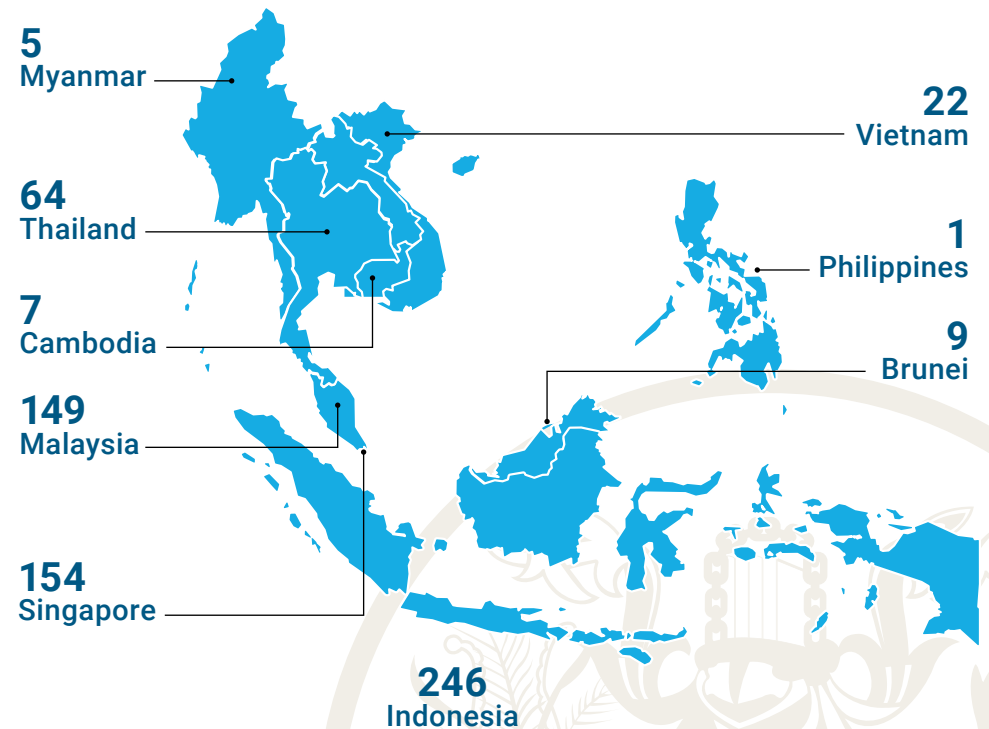 5
Myanmar
22
Vietnam
64
Thailand
1
Philippines
7
Cambodia
9
Brunei
149
Malaysia
154
Singapore
246
Indonesia